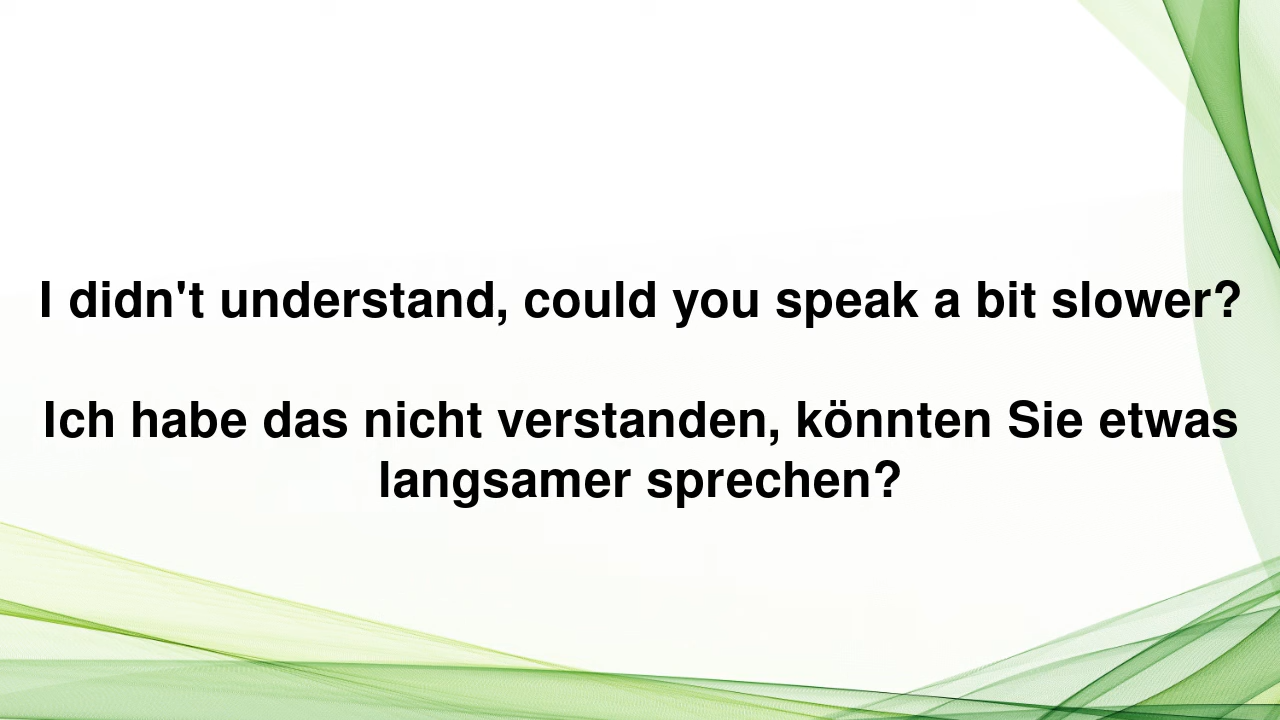 I didn't understand, could you speak a bit slower?
Ich habe das nicht verstanden, könnten Sie etwas
langsamer sprechen?